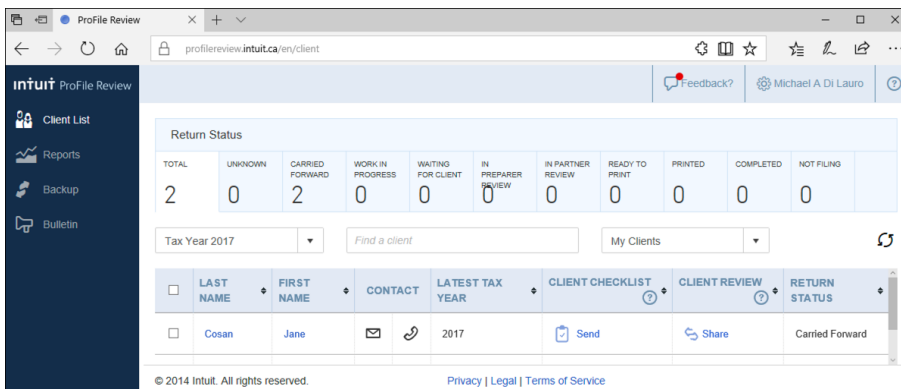 ProFile Review
profilereview.intuit.ca/en/client
intuit ProFile Review
Feedback?
Michael A Di Lauro
?
Client List
Reports
Backup
Bulletin
Return Status
TOTAL UNKNOWN CARRIED FORWARD WORK IN PROGRESS WAITING FOR CLIENT IN PREPARER REVIEW IN PARTNER REVIEW READY TO PRINT PRINTED COMPLETED NOT FILING
2 0 2 0 0 0 0 0 0 0 0
Tax Year 2017 Find a client My Clients
LAST NAME FIRST NAME CONTACT LATEST TAX YEAR CLIENT CHECKLIST ? CLIENT REVIEW ? RETURN STATUS
Cosan Jane 2017 Send Share Carried Forward
© 2014 Intuit. All rights reserved. Privacy | Legal | Terms of Service